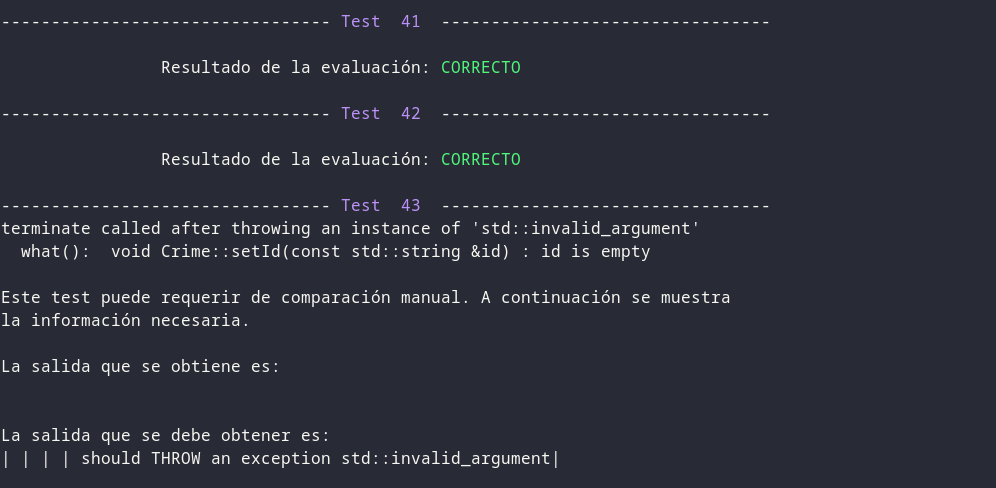 --------------------------------- Test  41  ---------------------------------
Resultado de la evaluación: CORRECTO
--------------------------------- Test  42  ---------------------------------
Resultado de la evaluación: CORRECTO
--------------------------------- Test  43  ---------------------------------
terminate called after throwing an instance of 'std::invalid_argument'
  what():  void Crime::setId(const std::string &id) : id is empty
Este test puede requerir de comparación manual. A continuación se muestra
la información necesaria.
La salida que se obtiene es:
La salida que se debe obtener es:
| | | | should THROW an exception std::invalid_argument|